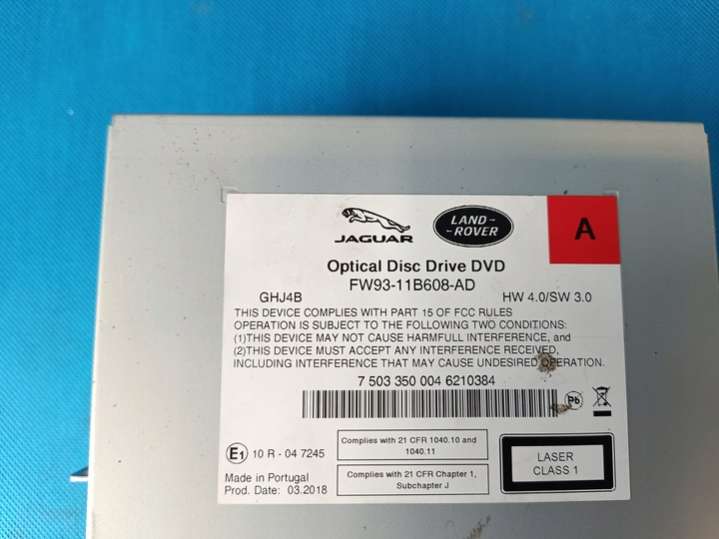 JAGUAR
LAND-
-ROVER
A
Optical Disc Drive DVD
FW93-11B608-AD
GHJ4B HW 4.0/SW 3.0
THIS DEVICE COMPLIES WITH PART 15 OF FCC RULES
OPERATION IS SUBJECT TO THE FOLLOWING TWO CONDITIONS:
(1)THIS DEVICE MAY NOT CAUSE HARMFULL INTERFERENCE, and
(2)THIS DEVICE MUST ACCEPT ANY INTERFERENCE RECEIVED,
INCLUDING INTERFERENCE THAT MAY CAUSE UNDESIRED OPERATION.
7 503 350 004 6210384
Pb
E1 10 R - 04 7245
Complies with 21 CFR 1040.10 and
1040.11
Made in Portugal
Prod. Date: 03.2018
Complies with 21 CFR Chapter 1,
Subchapter J
LASER
CLASS 1